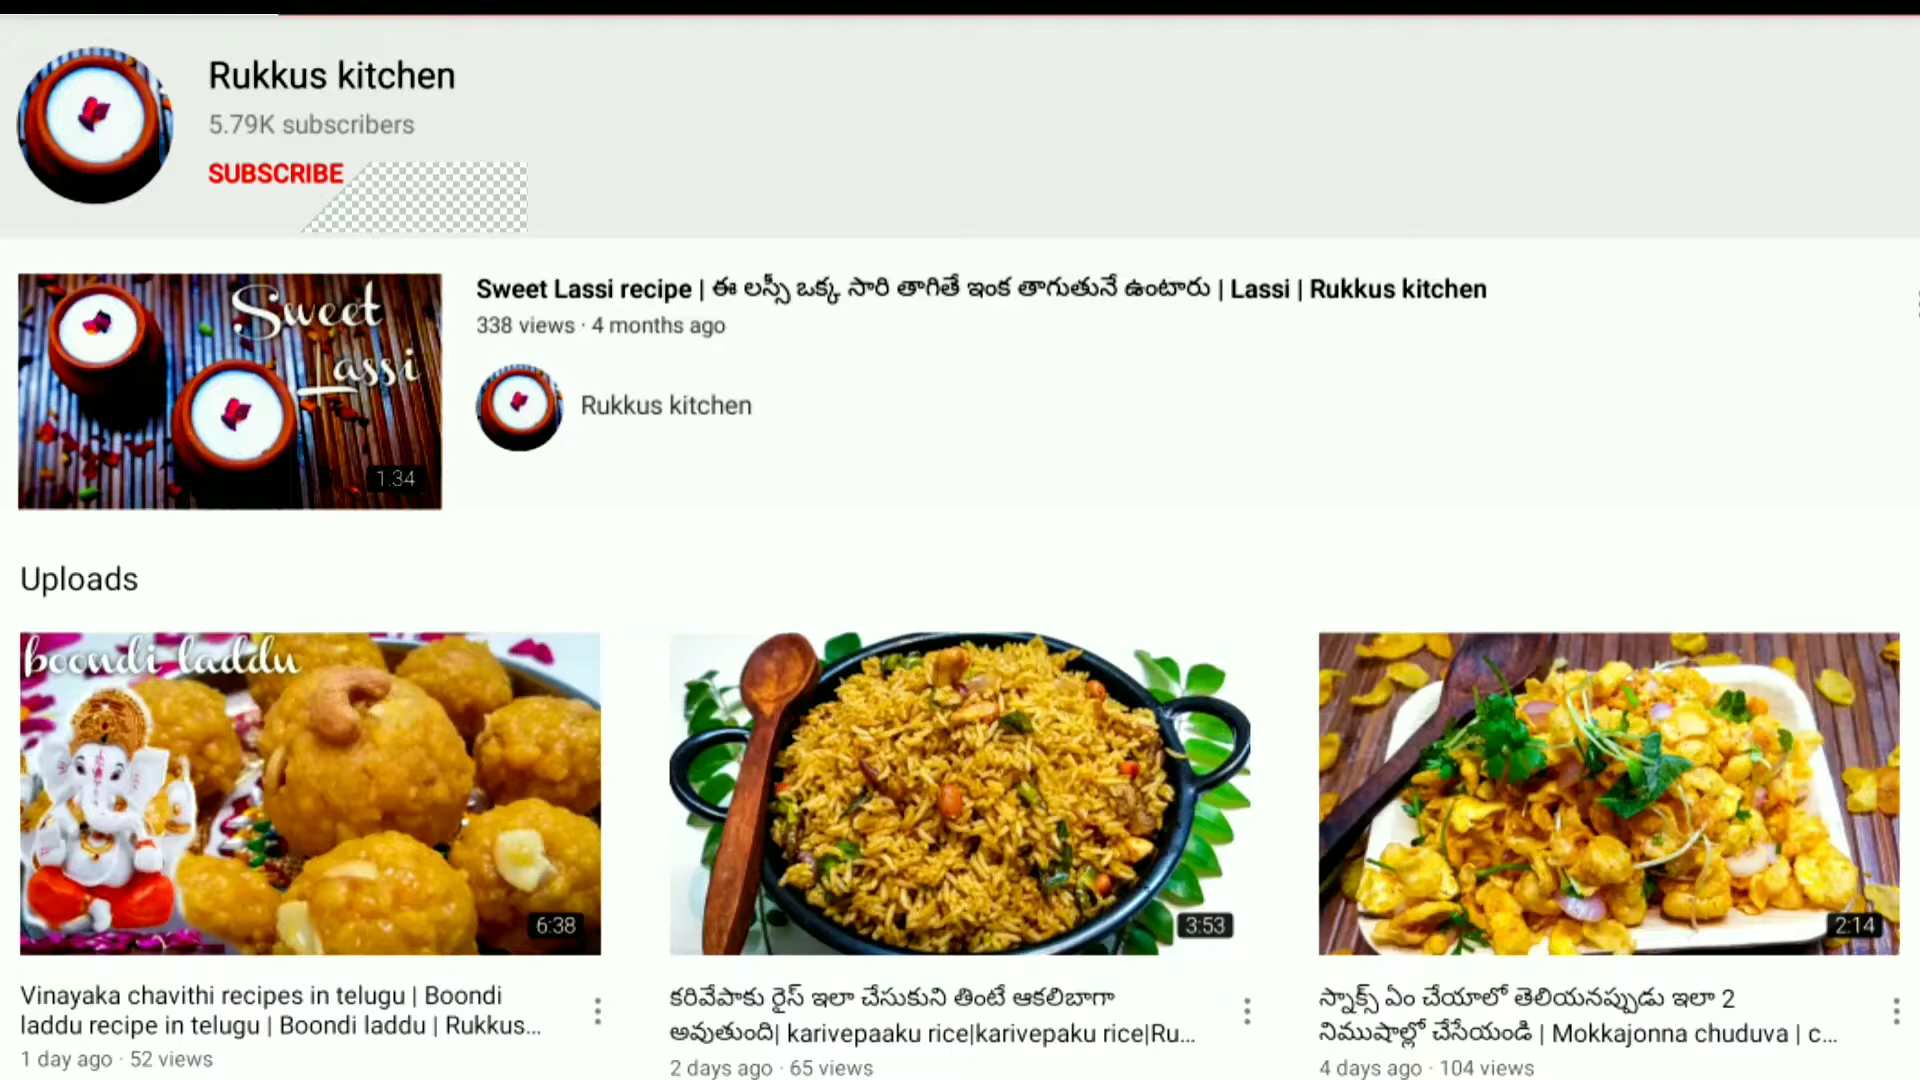 Rukkus kitchen
5.79K subscribers
SUBSCRIBE
Sweet
Lassi
1:34
Sweet Lassi recipe | ఈ లస్సీ ఒక్క సారి తాగితే ఇంక తాగుతునే ఉంటారు | Lassi | Rukkus kitchen
338 views · 4 months ago
Rukkus kitchen
Uploads
boondi laddu
6:38
3:53
2:14
Vinayaka chavithi recipes in telugu | Boondi
laddu recipe in telugu | Boondi laddu | Rukkus...
1 day ago · 52 views
కరివేపాకు రైస్ ఇలా చేసుకుని తింటే ఆకలిబాగా
అవుతుంది| karivepaaku rice|karivepaku rice|Ru...
2 days ago · 65 views
స్నాక్స్ ఏం చేయాలో తెలియనప్పుడు ఇలా 2
నిముషాల్లో చేసేయండి | Mokkajonna chuduva | c...
4 days ago · 104 views